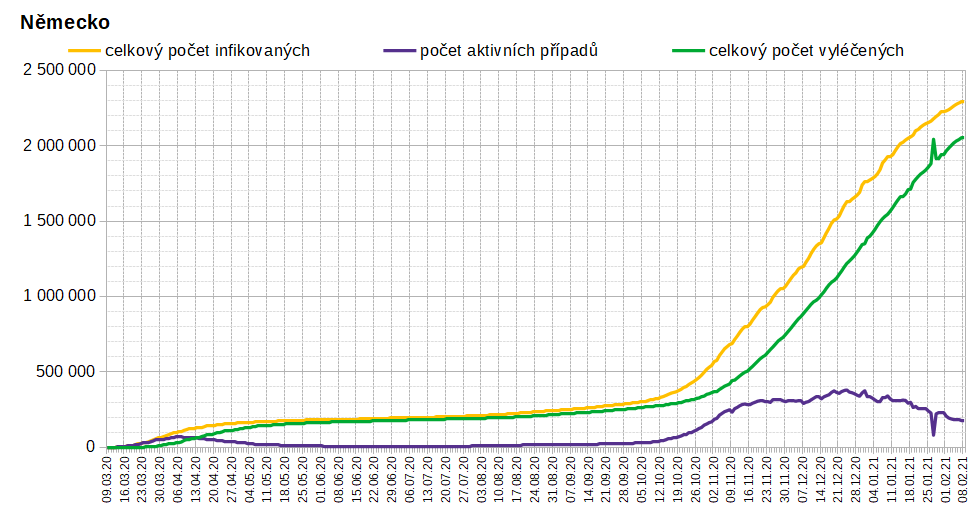 Německo
celkový počet infikovaných počet aktivních případů celkový počet vyléčených
2 500 000
2 000 000
1 500 000
1 000 000
500 000
0
09.03.20 16.03.20 23.03.20 30.03.20 06.04.20 13.04.20 20.04.20 27.04.20 04.05.20 11.05.20 18.05.20 25.05.20 01.06.20 08.06.20 15.06.20 22.06.20 29.06.20 06.07.20 13.07.20 20.07.20 27.07.20 03.08.20 10.08.20 17.08.20 24.08.20 31.08.20 07.09.20 14.09.20 21.09.20 28.09.20 05.10.20 12.10.20 19.10.20 26.10.20 02.11.20 09.11.20 16.11.20 23.11.20 30.11.20 07.12.20 14.12.20 21.12.20 28.12.20 04.01.21 11.01.21 18.01.21 25.01.21 01.02.21 08.02.21